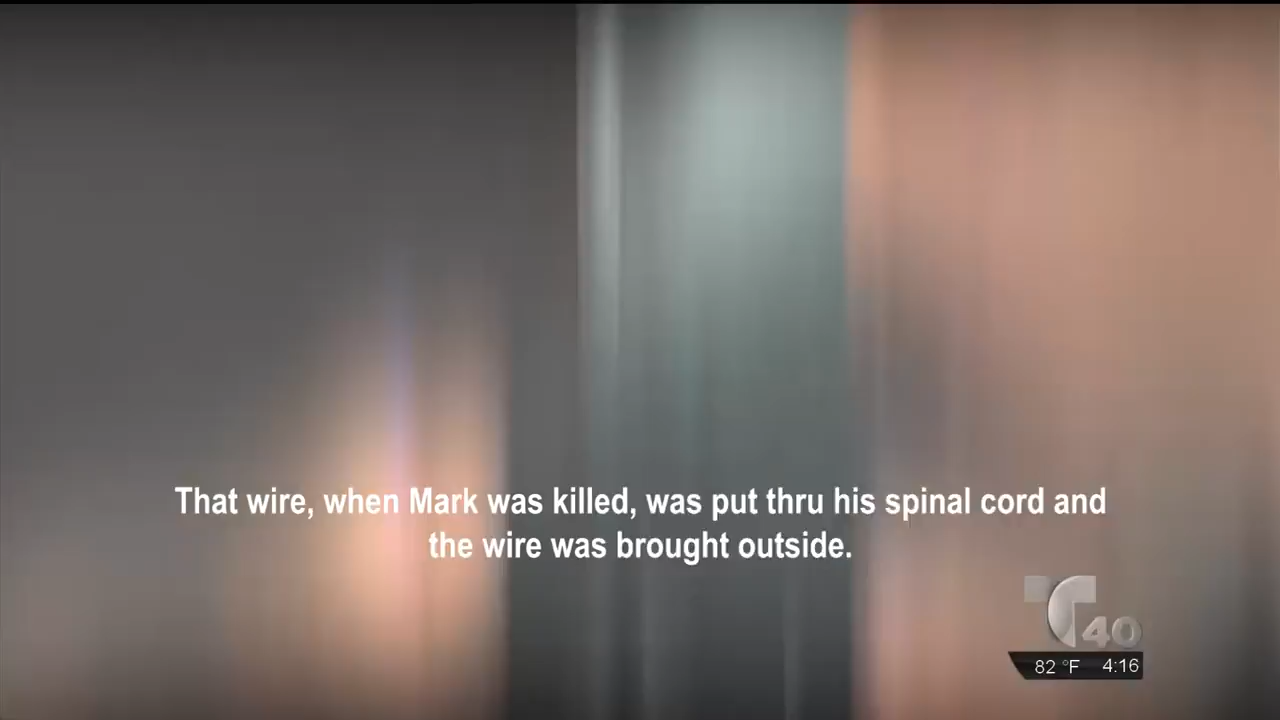 That wire, when Mark was killed, was put thru his spinal cord and
the wire was brought outside.
T 40
82 °F 4:16